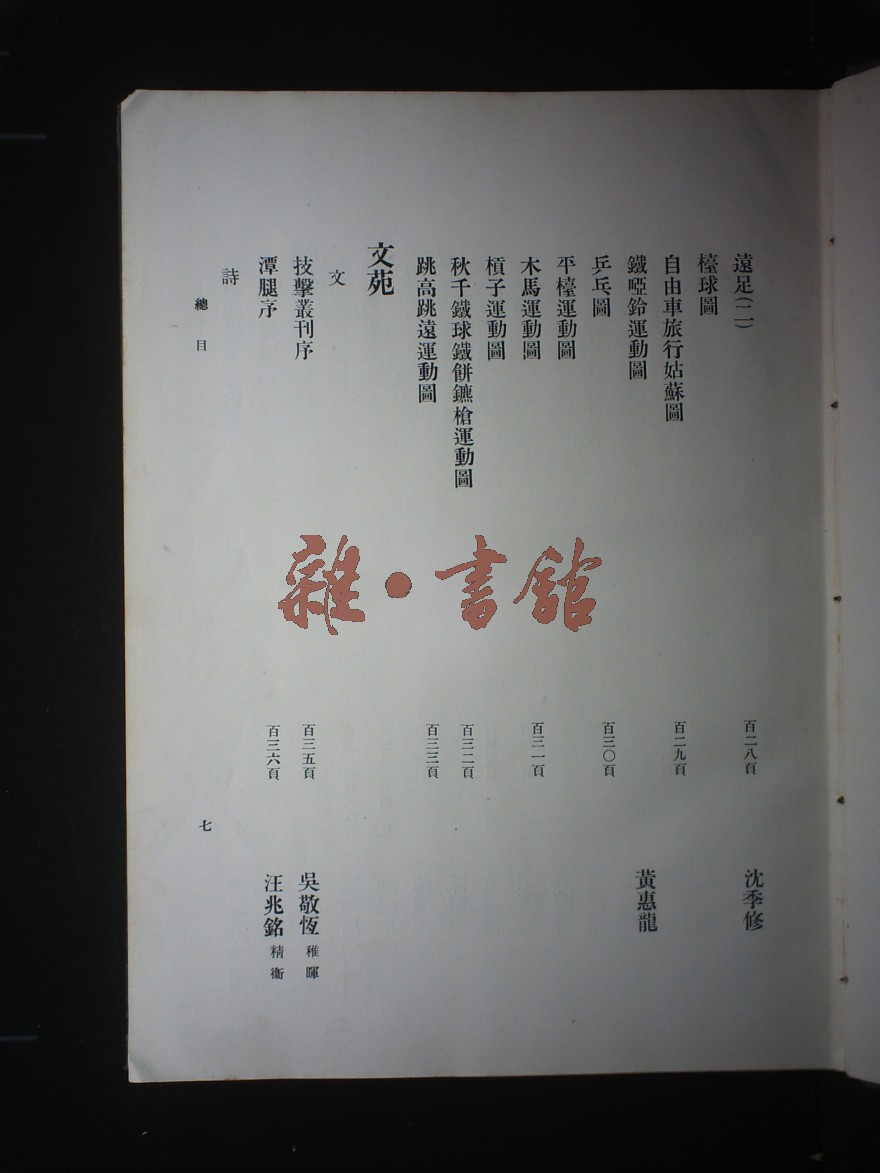 遠足(二) 百二八頁 沈季修
檯球圖
自由車旅行姑蘇圖 百二九頁
鐵啞鈴運動圖 黃惠龍
乒乓圖 百三〇頁
平檯運動圖
木馬運動圖 百三一頁
槓子運動圖
秋千鐵球鐵餅鑣槍運動圖 百三二頁
跳高跳遠運動圖 百三三頁
文苑
文
技擊叢刊序 百三五頁 吳敬恆 稚暉
潭腿序 百三六頁 汪兆銘 精衞
詩
總目 七
雜·書館